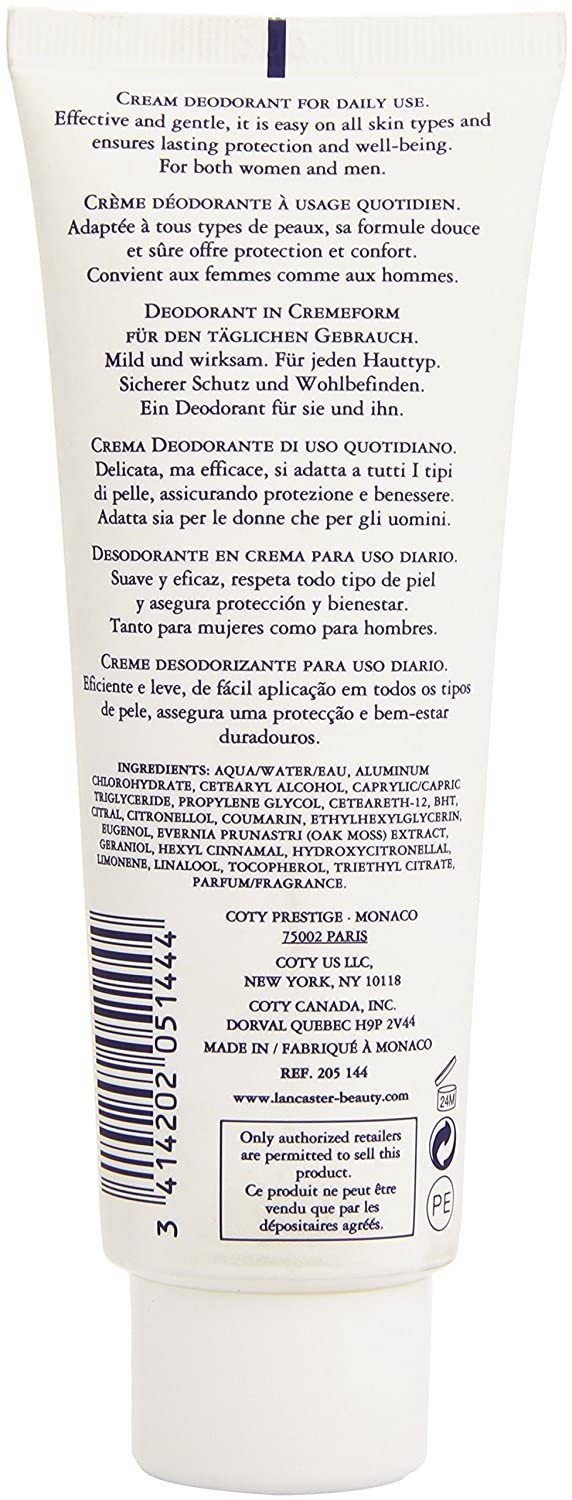 CREAM DEODORANT FOR DAILY USE.
Effective and gentle, it is easy on all skin types and
ensures lasting protection and well-being.
For both women and men.
CRÈME DÉODORANTE À USAGE QUOTIDIEN.
Adaptée à tous types de peaux, sa formule douce
et sûre offre protection et confort.
Convient aux femmes comme aux hommes.
DEODORANT IN CREMEFORM
FÜR DEN TÄGLICHEN GEBRAUCH.
Mild und wirksam. Für jeden Hauttyp.
Sicherer Schutz und Wohlbefinden.
Ein Deodorant für sie und ihn.
CREMA DEODORANTE DI USO QUOTIDIANO.
Delicata, ma efficace, si adatta a tutti I tipi
di pelle, assicurando protezione e benessere.
Adatta sia per le donne che per gli uomini.
DESODORANTE EN CREMA PARA USO DIARIO.
Suave y eficaz, respeta todo tipo de piel
y asegura protección y bienestar.
Tanto para mujeres como para hombres.
CREME DESODORIZANTE PARA USO DIARIO.
Eficiente e leve, de fácil aplicação em todos os tipos
de pele, assegura uma protecção e bem-estar
duradouros.
INGREDIENTS: AQUA/WATER/EAU, ALUMINUM
CHLOROHYDRATE, CETEARYL ALCOHOL, CAPRYLIC/CAPRIC
TRIGLYCERIDE, PROPYLENE GLYCOL, CETEARETH-12, BHT,
CITRAL, CITRONELLOL, COUMARIN, ETHYLHEXYLGLYCERIN,
EUGENOL, EVERNIA PRUNASTRI (OAK MOSS) EXTRACT,
GERANIOL, HEXYL CINNAMAL, HYDROXYCITRONELLAL,
LIMONENE, LINALOOL, TOCOPHEROL, TRIETHYL CITRATE,
PARFUM/FRAGRANCE.
COTY PRESTIGE · MONACO
75002 PARIS
COTY US LLC,
NEW YORK, NY 10118
COTY CANADA, INC.
DORVAL QUEBEC H9P 2V44
MADE IN / FABRIQUÉ À MONACO
REF. 205 144
www.lancaster-beauty.com
Only authorized retailers
are permitted to sell this
product.
Ce produit ne peut être
vendu que par les
dépositaires agréés.
24M
PE
3 414202 051444